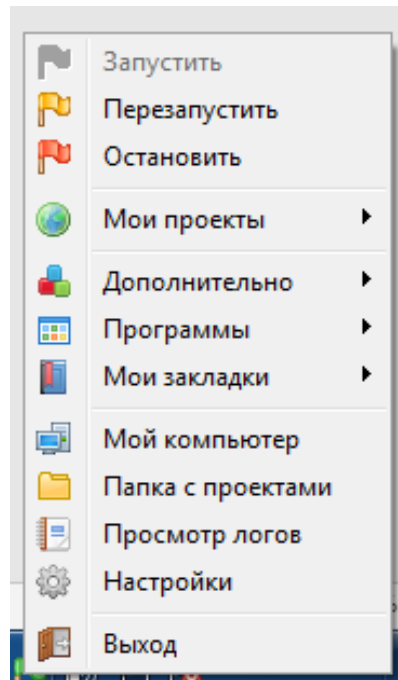 Запустить
Перезапустить
Остановить
Мои проекты
Дополнительно
Программы
Мои закладки
Мой компьютер
Папка с проектами
Просмотр логов
Настройки
Выход